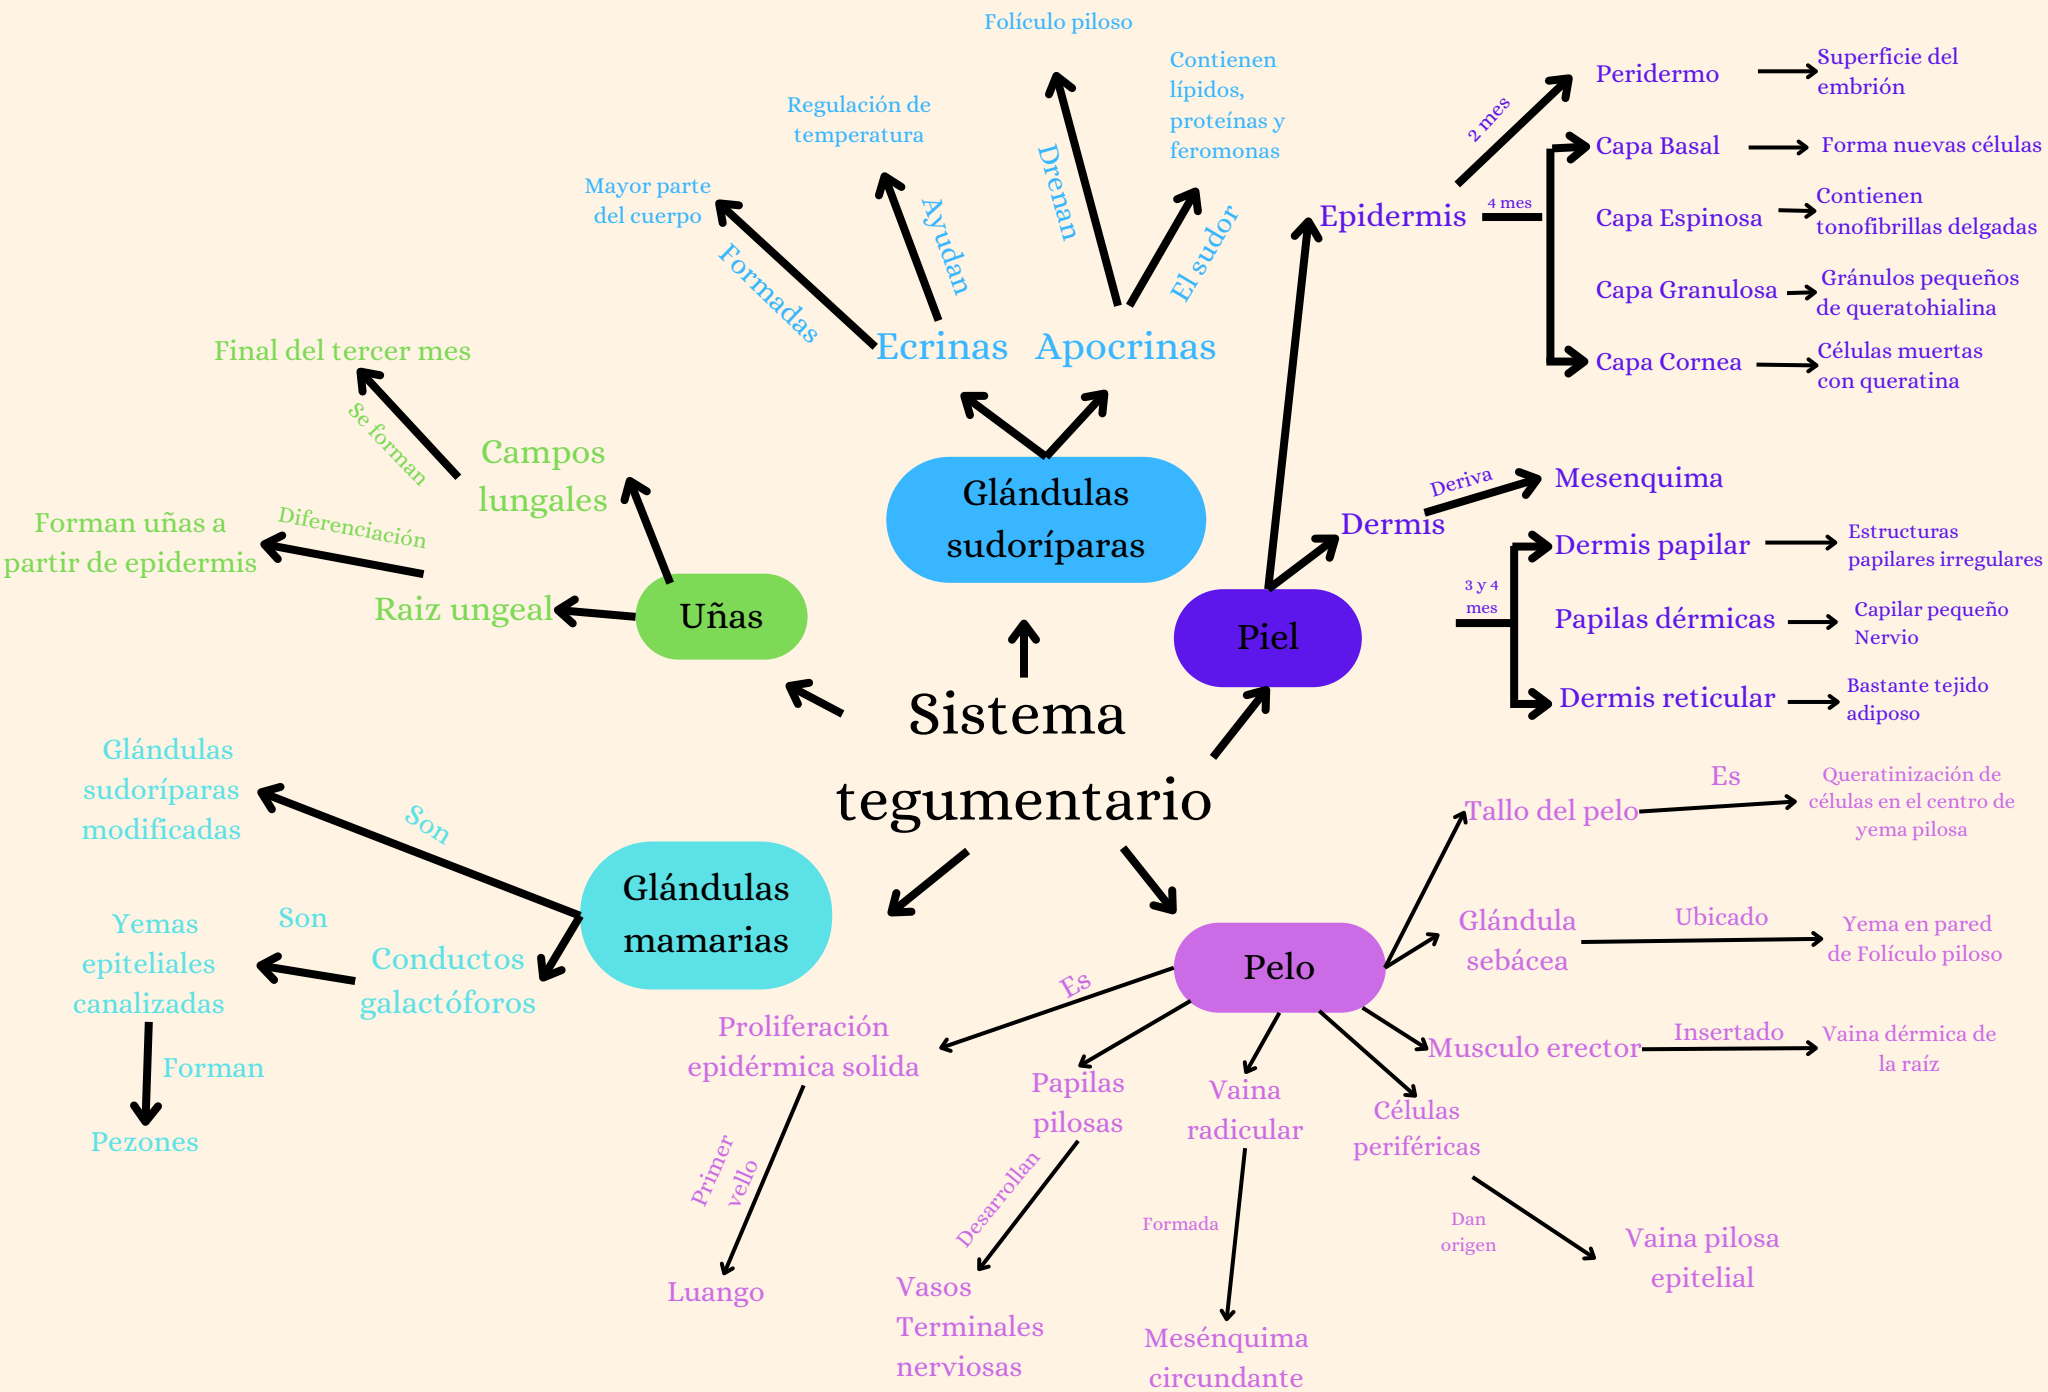 Sistema
tegumentario
Glándulas
sudoríparas
Ecrinas
Formadas
Mayor parte
del cuerpo
Ayudan
Regulación de
temperatura
Apocrinas
Drenan
Folículo piloso
El sudor
Contienen
lípidos,
proteínas y
feromonas
Piel
Epidermis
2 mes
Peridermo
Superficie del
embrión
4 mes
Capa Basal
Forma nuevas células
Capa Espinosa
Contienen
tonofibrillas delgadas
Capa Granulosa
Gránulos pequeños
de queratohialina
Capa Cornea
Células muertas
con queratina
Dermis
Deriva
Mesenquima
3 y 4
mes
Dermis papilar
Estructuras
papilares irregulares
Papilas dérmicas
Capilar pequeño
Nervio
Dermis reticular
Bastante tejido
adiposo
Pelo
Tallo del pelo
Es
Queratinización de
células en el centro de
yema pilosa
Glándula
sebácea
Ubicado
Yema en pared
de Folículo piloso
Musculo erector
Insertado
Vaina dérmica de
la raíz
Células
periféricas
Dan
origen
Vaina pilosa
epitelial
Vaina
radicular
Formada
Mesénquima
circundante
Papilas
pilosas
Desarrollan
Vasos
Terminales
nerviosas
Es
Proliferación
epidérmica solida
Primer
vello
Luango
Glándulas
mamarias
Son
Glándulas
sudoríparas
modificadas
Conductos
galactóforos
Son
Yemas
epiteliales
canalizadas
Forman
Pezones
Uñas
Campos
lungales
Se forman
Final del tercer mes
Raiz ungeal
Diferenciación
Forman uñas a
partir de epidermis